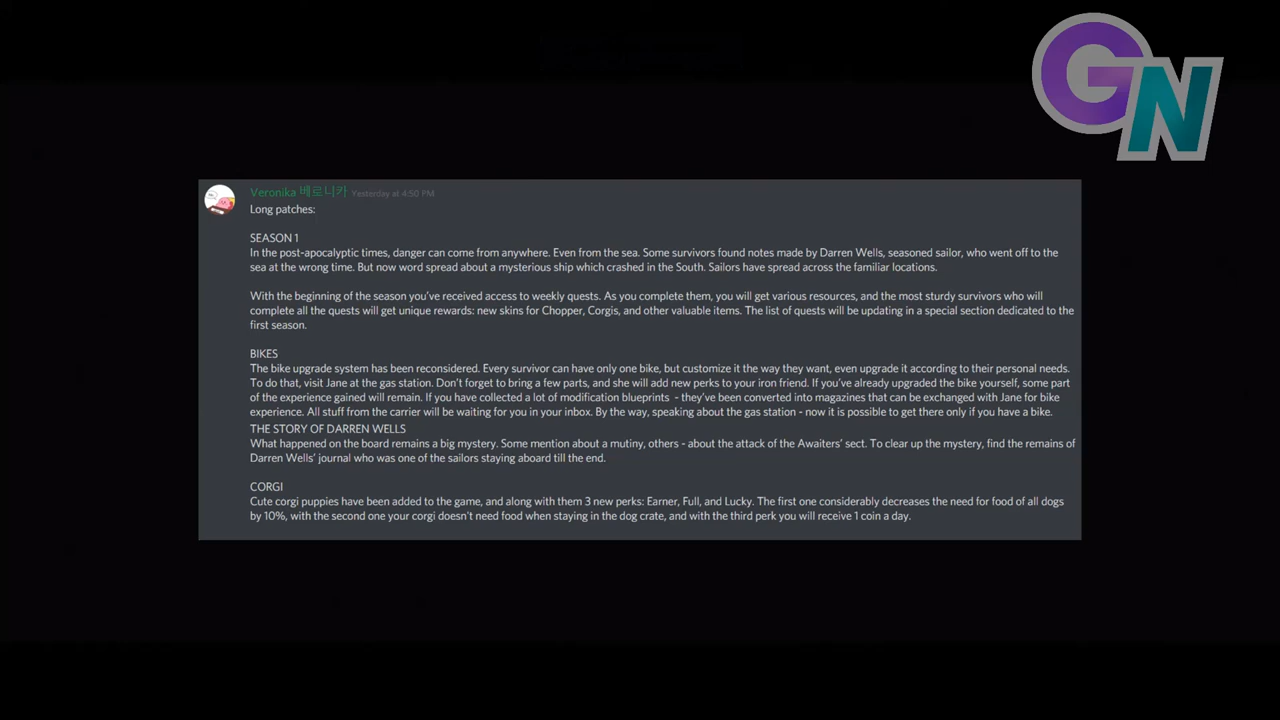 GN
Veronika 베로니카 Yesterday at 4:50 PM
Long patches:
SEASON 1
In the post-apocalyptic times, danger can come from anywhere. Even from the sea. Some survivors found notes made by Darren Wells, seasoned sailor, who went off to the
sea at the wrong time. But now word spread about a mysterious ship which crashed in the South. Sailors have spread across the familiar locations.
With the beginning of the season you've received access to weekly quests. As you complete them, you will get various resources, and the most sturdy survivors who will
complete all the quests will get unique rewards: new skins for Chopper, Corgis, and other valuable items. The list of quests will be updating in a special section dedicated to the
first season.
BIKES
The bike upgrade system has been reconsidered. Every survivor can have only one bike, but customize it the way they want, even upgrade it according to their personal needs.
To do that, visit Jane at the gas station. Don't forget to bring a few parts, and she will add new perks to your iron friend. If you've already upgraded the bike yourself, some part
of the experience gained will remain. If you have collected a lot of modification blueprints - they've been converted into magazines that can be exchanged with Jane for bike
experience. All stuff from the carrier will be waiting for you in your inbox. By the way, speaking about the gas station - now it is possible to get there only if you have a bike.
THE STORY OF DARREN WELLS
What happened on the board remains a big mystery. Some mention about a mutiny, others - about the attack of the Awaiters' sect. To clear up the mystery, find the remains of
Darren Wells' journal who was one of the sailors staying aboard till the end.
CORGI
Cute corgi puppies have been added to the game, and along with them 3 new perks: Earner, Full, and Lucky. The first one considerably decreases the need for food of all dogs
by 10%, with the second one your corgi doesn't need food when staying in the dog crate, and with the third perk you will receive 1 coin a day.